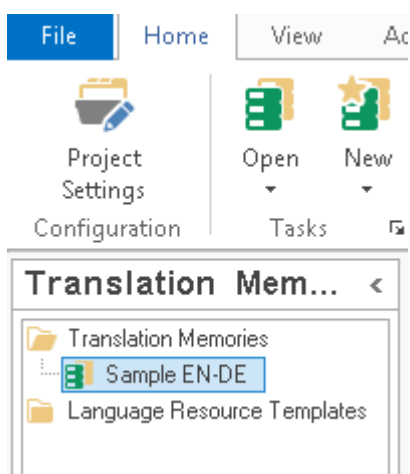 File Home View Ad
Project Settings
Open
New
Configuration
Tasks
Translation Mem... <
Translation Memories
Sample EN-DE
Language Resource Templates